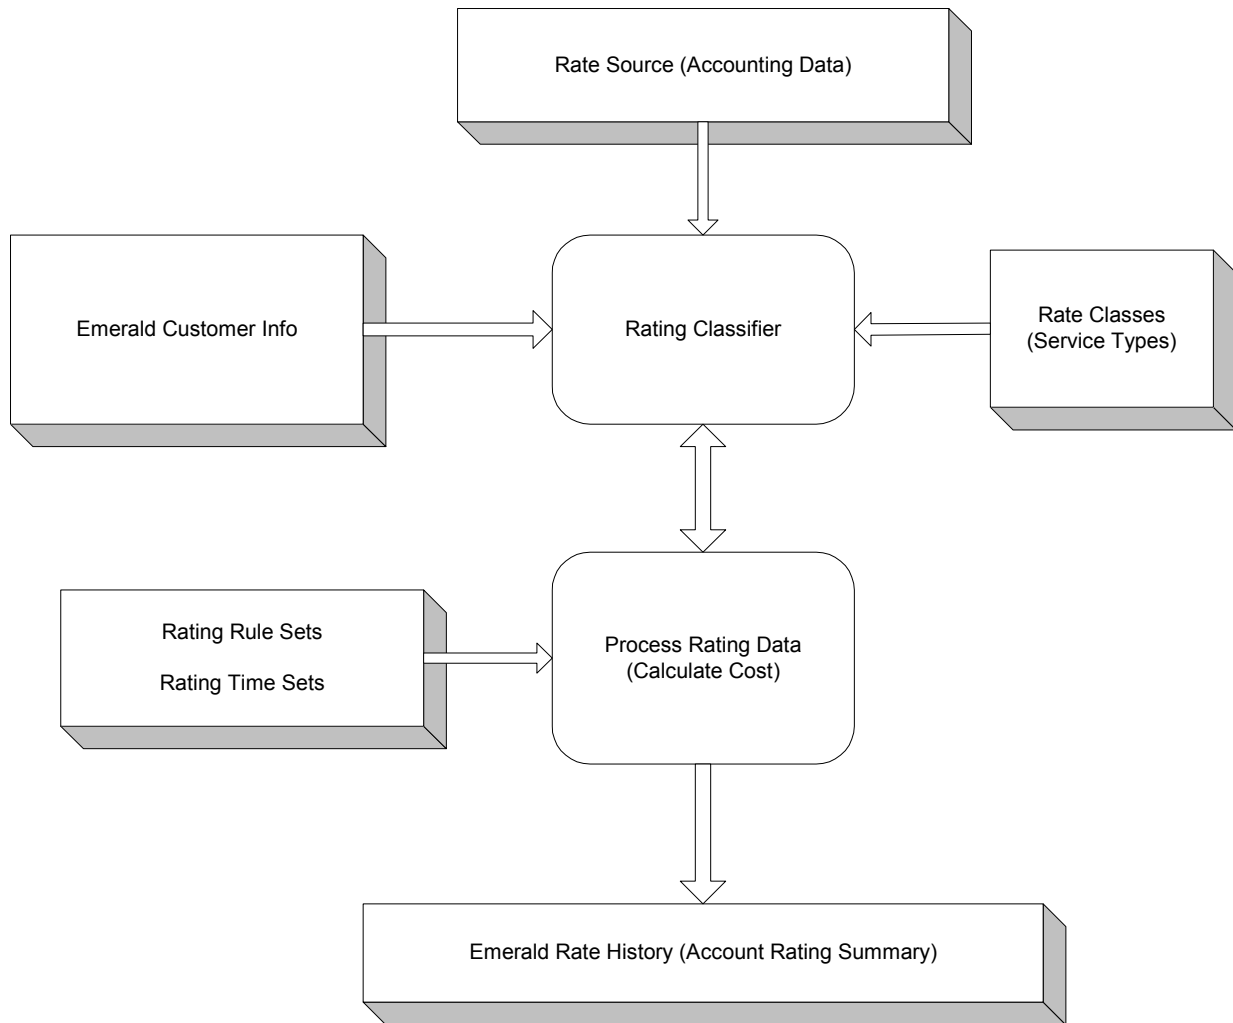 Rate Source (Accounting Data)
Emerald Customer Info
Rating Classifier
Rate Classes
(Service Types)
Rating Rule Sets
Rating Time Sets
Process Rating Data
(Calculate Cost)
Emerald Rate History (Account Rating Summary)